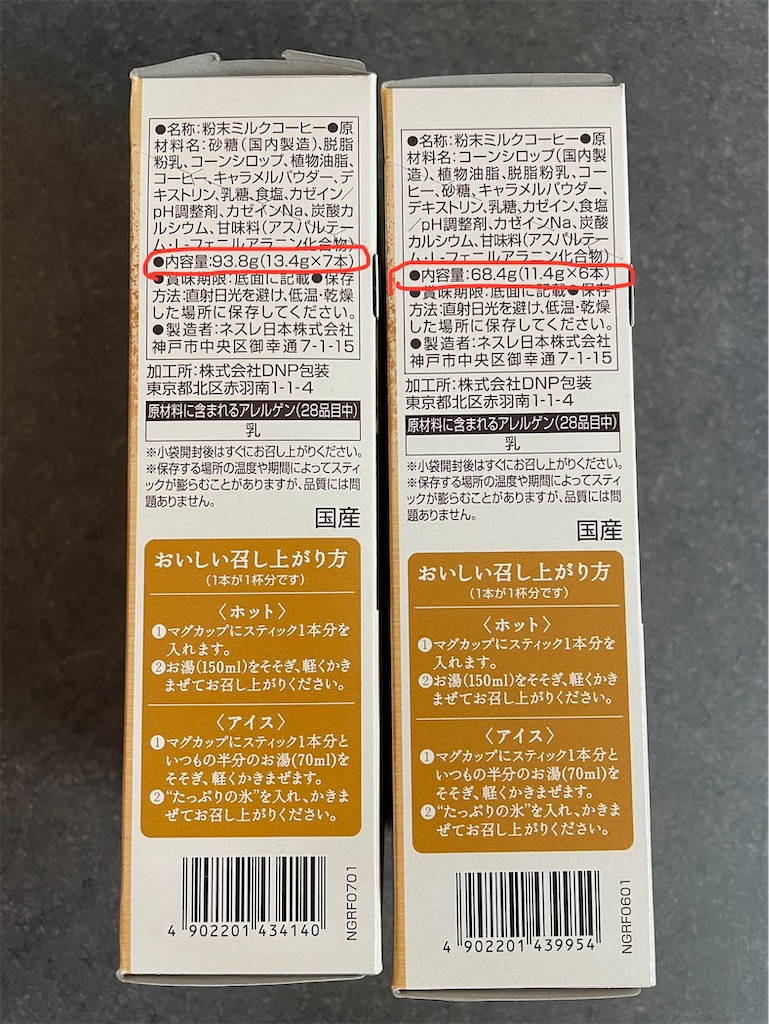 ●名称:粉末ミルクコーヒー●原
材料名:砂糖(国内製造)、脱脂
粉乳、コーンシロップ、植物油脂、
コーヒー、キャラメルパウダー、デ
キストリン、乳糖、食塩、カゼイン/
pH調整剤、カゼインNa、炭酸カ
ルシウム、甘味料(アスパルテー
ム・L-フェニルアラニン化合物)
●内容量:93.8g(13.4g×7本)
●賞味期限:底面に記載●保存
方法:直射日光を避け、低温・乾燥
した場所に保存してください。
●製造者:ネスレ日本株式会社
神戸市中央区御幸通7-1-15
加工所:株式会社DNP包装
東京都北区赤羽南1-1-4
原材料に含まれるアレルゲン(28品目中)
乳
※小袋開封後はすぐにお召し上がりください。
※保存する場所の温度や期間によってスティ
ックが膨らむことがありますが、品質には問
題ありません。
国産
おいしい召し上がり方
(1本が1杯分です)
〈ホット〉
❶マグカップにスティック1本分を
入れます。
❷お湯(150ml)をそそぎ、軽くかき
まぜてお召し上がりください。
〈アイス〉
❶マグカップにスティック1本分と
いつもの半分のお湯(70ml)を
そそぎ、軽くかきまぜます。
❷“たっぷりの氷”を入れ、かきま
ぜてお召し上がりください。
4 902201 434140
NGRF0701
●名称:粉末ミルクコーヒー●原
材料名:コーンシロップ(国内製
造)、植物油脂、脱脂粉乳、コー
ヒー、砂糖、キャラメルパウダー、
デキストリン、乳糖、カゼイン、食塩/
pH調整剤、カゼインNa、炭酸
カルシウム、甘味料(アスパルテー
ム・L-フェニルアラニン化合物)
●内容量:68.4g(11.4g×6本)
●賞味期限:底面に記載●保存
方法:直射日光を避け、低温・乾燥
した場所に保存してください。
●製造者:ネスレ日本株式会社
神戸市中央区御幸通7-1-15
加工所:株式会社DNP包装
東京都北区赤羽南1-1-4
原材料に含まれるアレルゲン(28品目中)
乳
※小袋開封後はすぐにお召し上がりください。
※保存する場所の温度や期間によってスティ
ックが膨らむことがありますが、品質には問
題ありません。
国産
おいしい召し上がり方
(1本が1杯分です)
〈ホット〉
❶マグカップにスティック1本分を
入れます。
❷お湯(150ml)をそそぎ、軽くかき
まぜてお召し上がりください。
〈アイス〉
❶マグカップにスティック1本分と
いつもの半分のお湯(70ml)を
そそぎ、軽くかきまぜます。
❷“たっぷりの氷”を入れ、かきま
ぜてお召し上がりください。
4 902201 439954
NGRF0601